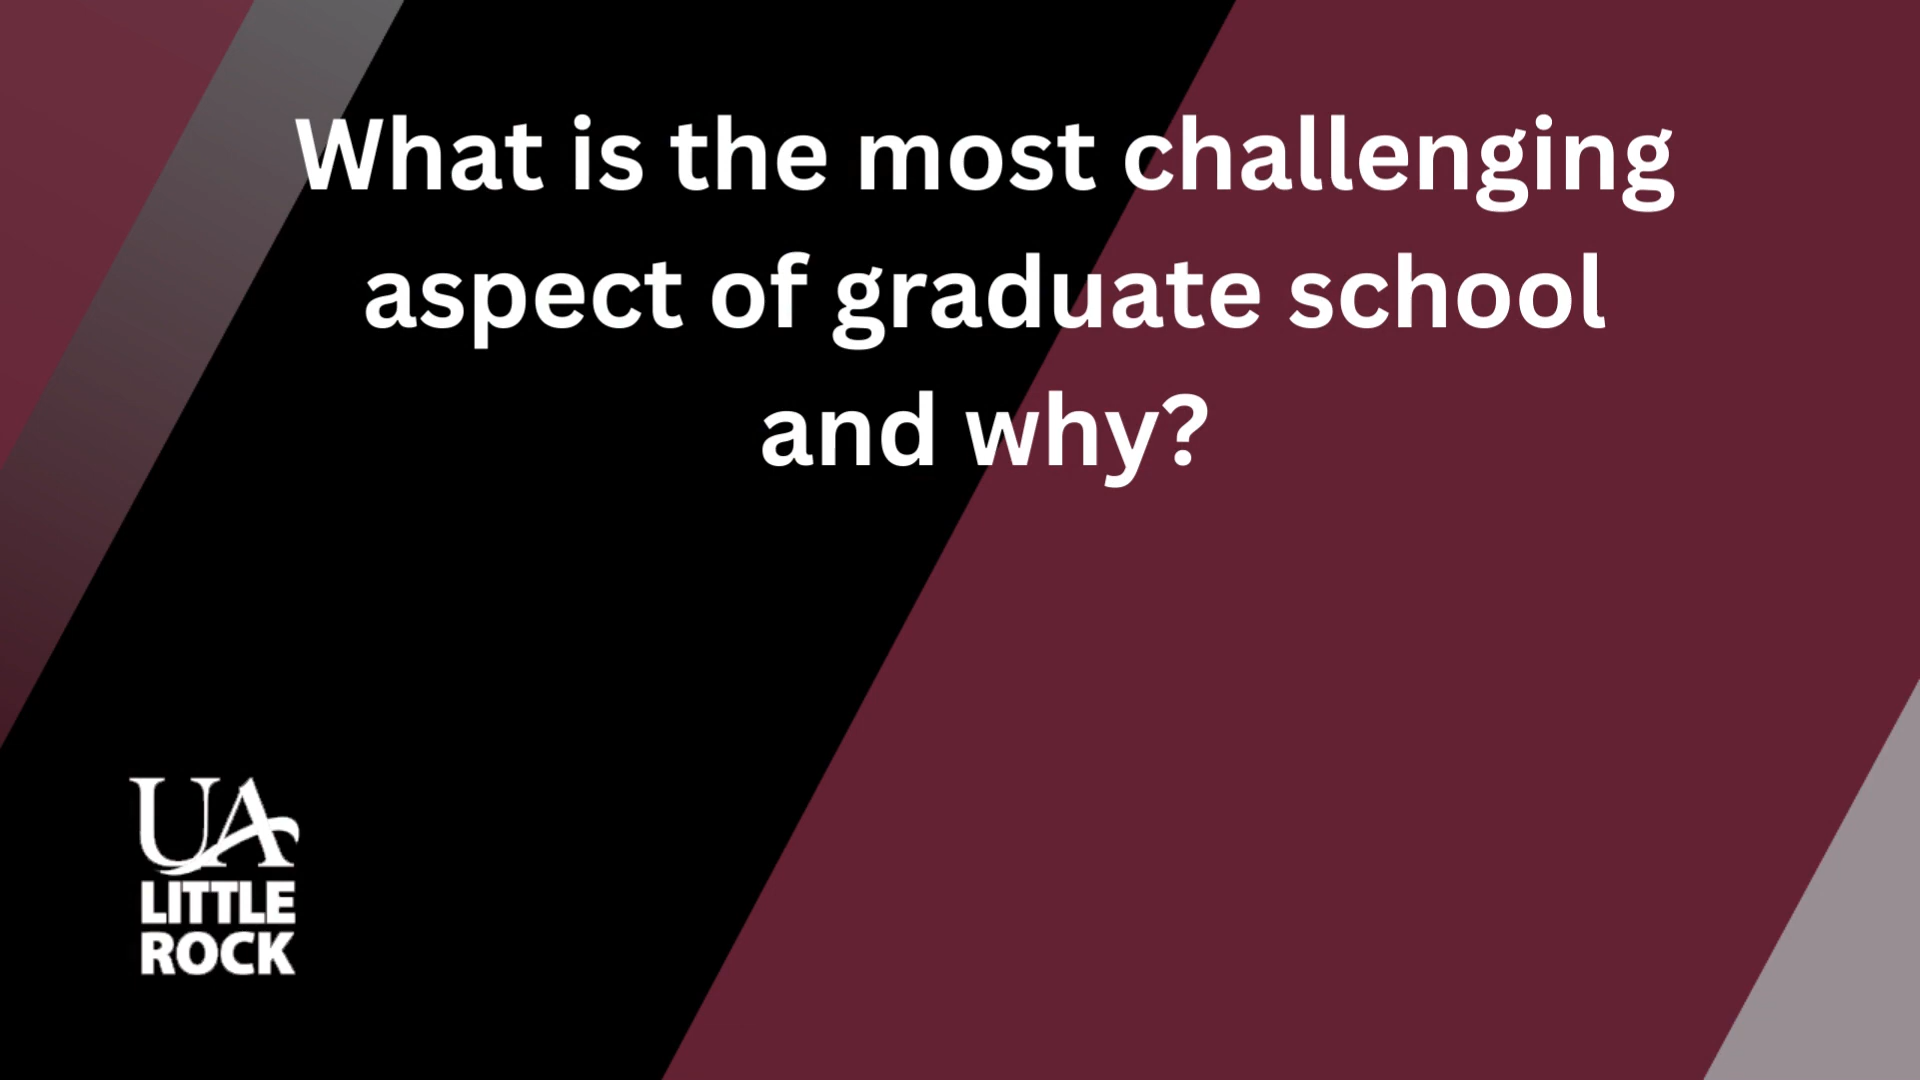 What is the most challenging
aspect of graduate school
and why?
UA
LITTLE
ROCK